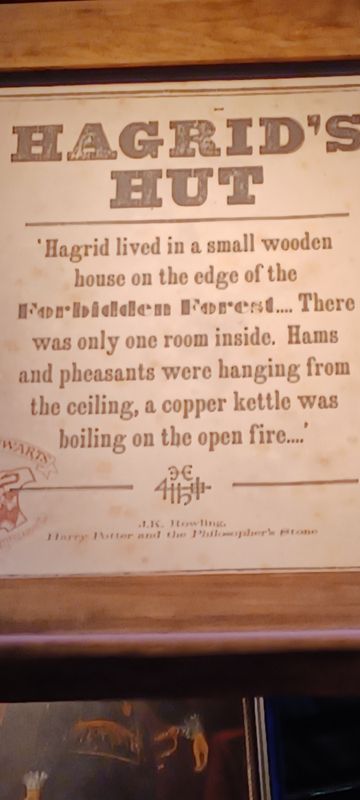 HAGRID'S
HUT
'Hagrid lived in a small wooden
house on the edge of the
Forbidden Forest.... There
was only one room inside. Hams
and pheasants were hanging from
the ceiling, a copper kettle was
boiling on the open fire....'
WARTS
J.K. Rowling,
Harry Potter and the Philosopher's Stone